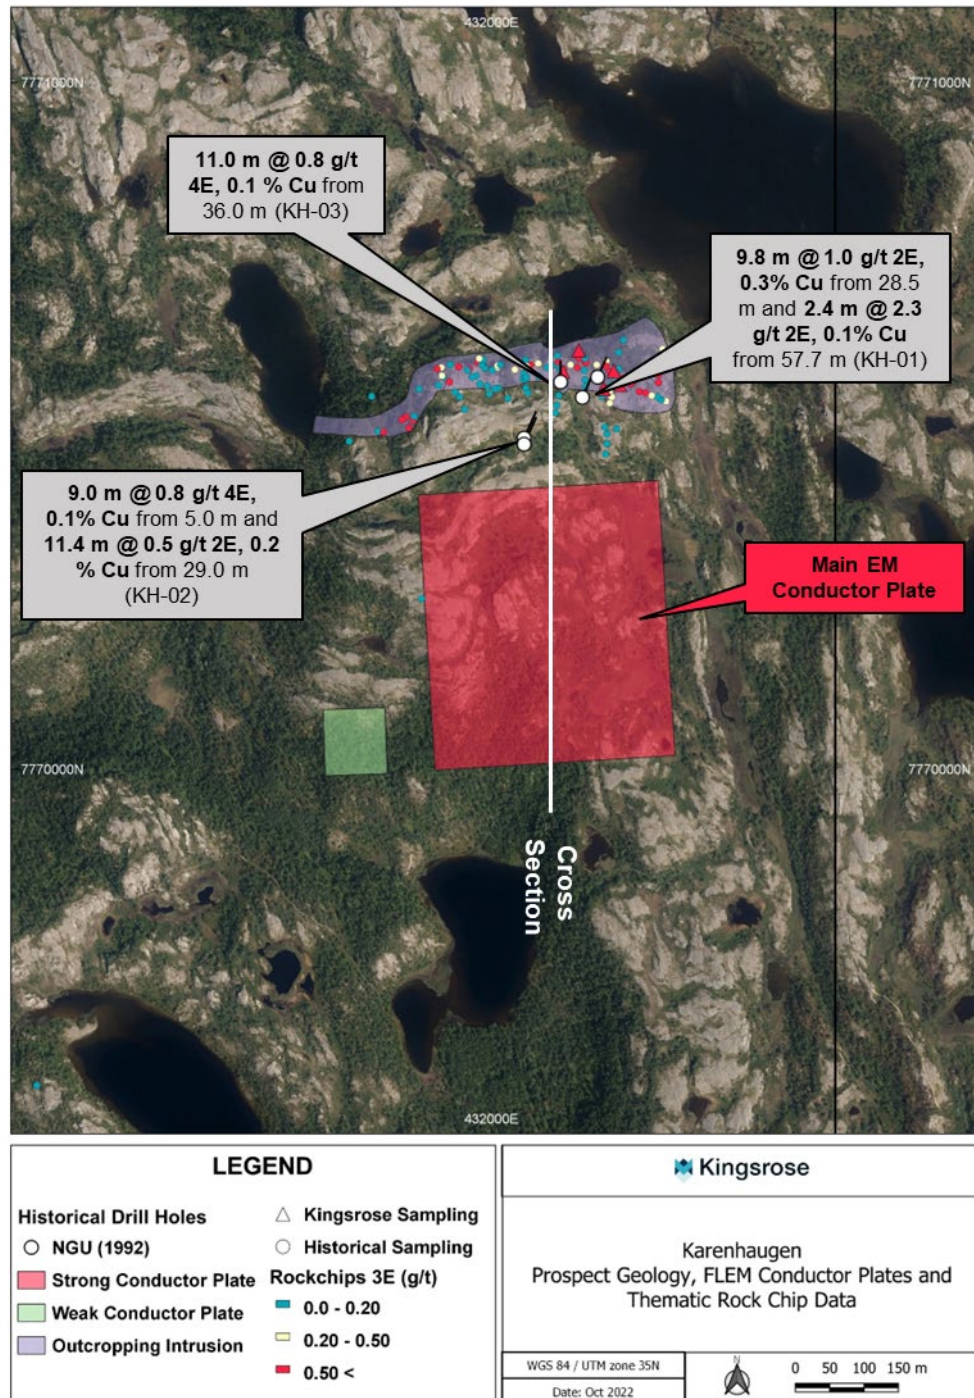 432000E
7771000N
7771000N
11.0 m @ 0.8 g/t
4E, 0.1 % Cu from
36.0 m (KH-03)
9.8 m @ 1.0 g/t 2E,
0.3% Cu from 28.5
m and 2.4 m @ 2.3
g/t 2E, 0.1% Cu
from 57.7 m (KH-01)
9.0 m @ 0.8 g/t 4E,
0.1% Cu from 5.0 m and
11.4 m @ 0.5 g/t 2E, 0.2
% Cu from 29.0 m
(KH-02)
Main EM
Conductor Plate
7770000N
7770000N
Cross
Section
432000E
LEGEND
Historical Drill Holes
NGU (1992)
Strong Conductor Plate
Weak Conductor Plate
Outcropping Intrusion
Kingsrose Sampling
Historical Sampling
Rockchips 3E (g/t)
0.0 - 0.20
0.20 - 0.50
0.50 <
Kingsrose
Karenhaugen
Prospect Geology, FLEM Conductor Plates and
Thematic Rock Chip Data
WGS 84 / UTM zone 35N
Date: Oct 2022
N
0 50 100 150 m